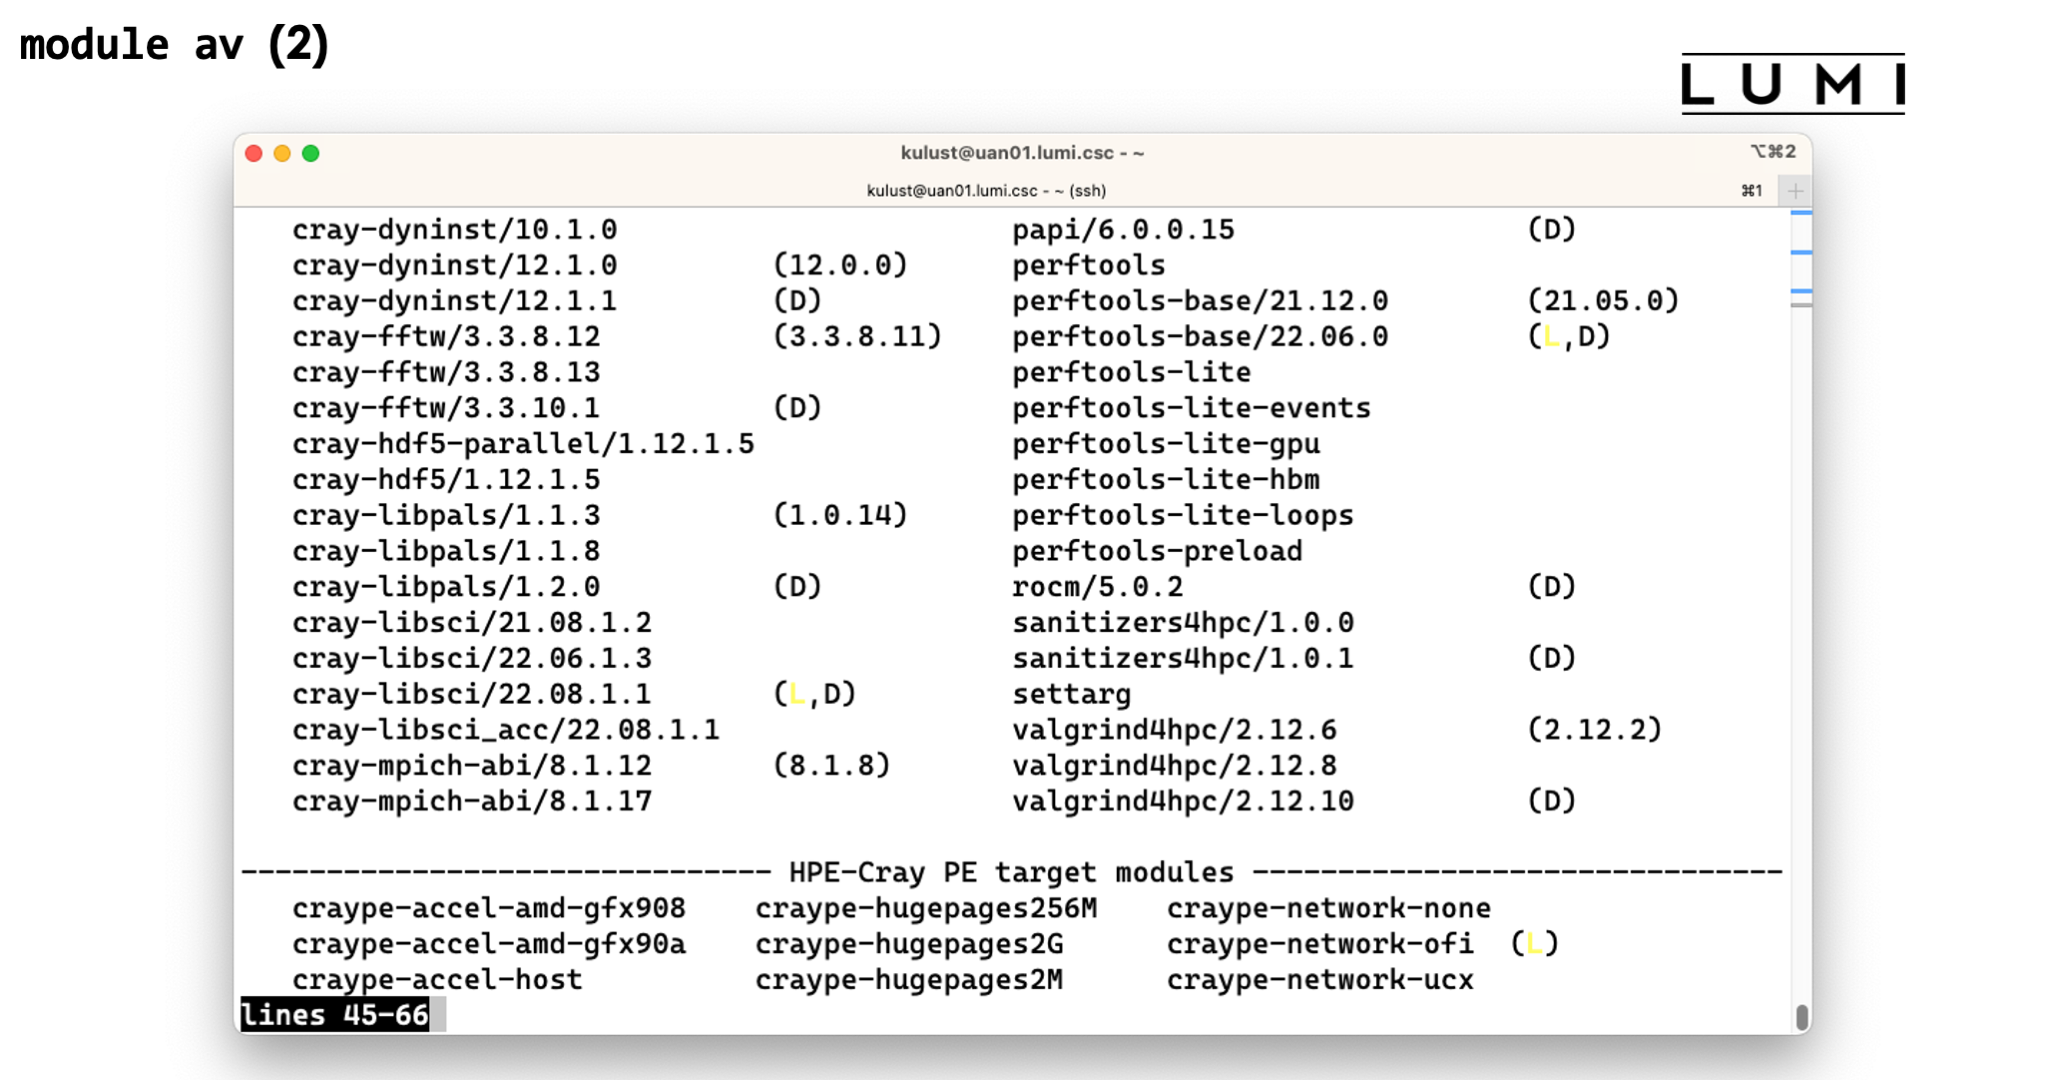 module av (2)
LUMI
kulust@uan01.lumi.csc - ~ ⌥⌘2
kulust@uan01.lumi.csc - ~ (ssh) ⌘1 +
cray-dyninst/10.1.0 papi/6.0.0.15 (D)
cray-dyninst/12.1.0 (12.0.0) perftools
cray-dyninst/12.1.1 (D) perftools-base/21.12.0 (21.05.0)
cray-fftw/3.3.8.12 (3.3.8.11) perftools-base/22.06.0 (L,D)
cray-fftw/3.3.8.13 perftools-lite
cray-fftw/3.3.10.1 (D) perftools-lite-events
cray-hdf5-parallel/1.12.1.5 perftools-lite-gpu
cray-hdf5/1.12.1.5 perftools-lite-hbm
cray-libpals/1.1.3 (1.0.14) perftools-lite-loops
cray-libpals/1.1.8 perftools-preload
cray-libpals/1.2.0 (D) rocm/5.0.2 (D)
cray-libsci/21.08.1.2 sanitizers4hpc/1.0.0
cray-libsci/22.06.1.3 sanitizers4hpc/1.0.1 (D)
cray-libsci/22.08.1.1 (L,D) settarg
cray-libsci_acc/22.08.1.1 valgrind4hpc/2.12.6 (2.12.2)
cray-mpich-abi/8.1.12 (8.1.8) valgrind4hpc/2.12.8
cray-mpich-abi/8.1.17 valgrind4hpc/2.12.10 (D)
------------------------------- HPE-Cray PE target modules -------------------------------
craype-accel-amd-gfx908 craype-hugepages256M craype-network-none
craype-accel-amd-gfx90a craype-hugepages2G craype-network-ofi (L)
craype-accel-host craype-hugepages2M craype-network-ucx
lines 45-66